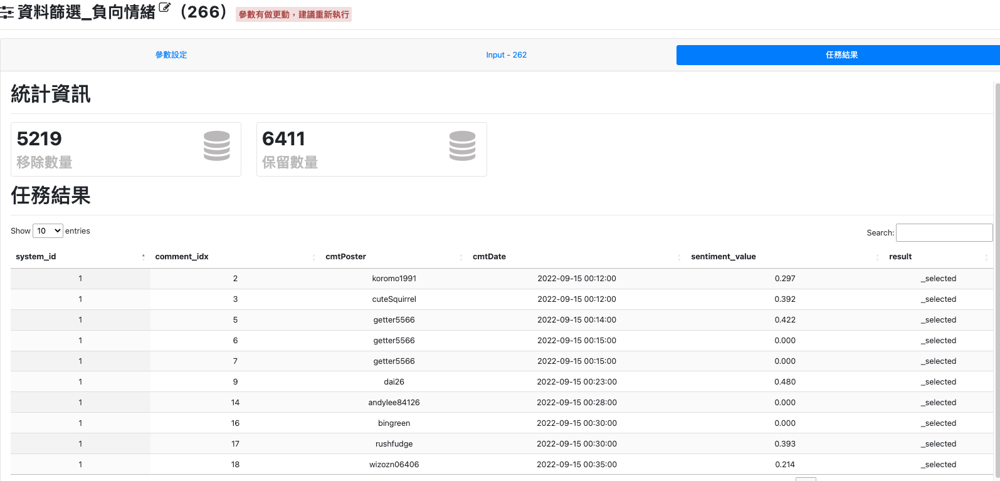 資料篩選_負向情緒 （266） 參數有做更動，建議重新執行
參數設定 Input - 262 任務結果
統計資訊
5219 6411
移除數量 保留數量
任務結果
Show 10 entries Search:
system_id comment_idx cmtPoster cmtDate sentiment_value result
1 2 koromo1991 2022-09-15 00:12:00 0.297 _selected
1 3 cuteSquirrel 2022-09-15 00:12:00 0.392 _selected
1 5 getter5566 2022-09-15 00:14:00 0.422 _selected
1 6 getter5566 2022-09-15 00:15:00 0.000 _selected
1 7 getter5566 2022-09-15 00:15:00 0.000 _selected
1 9 dai26 2022-09-15 00:23:00 0.480 _selected
1 14 andylee84126 2022-09-15 00:28:00 0.000 _selected
1 16 bingreen 2022-09-15 00:30:00 0.000 _selected
1 17 rushfudge 2022-09-15 00:30:00 0.393 _selected
1 18 wizozn06406 2022-09-15 00:35:00 0.214 _selected